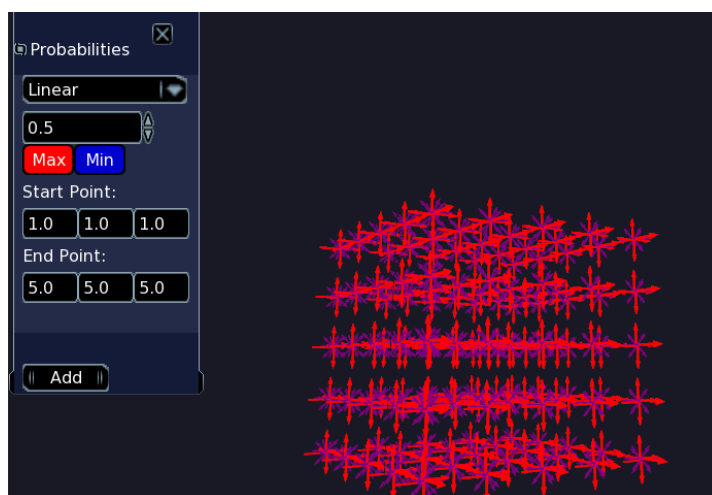 Probabilities
Linear
0.5
Max Min
Start Point:
1.0 1.0 1.0
End Point:
5.0 5.0 5.0
Add